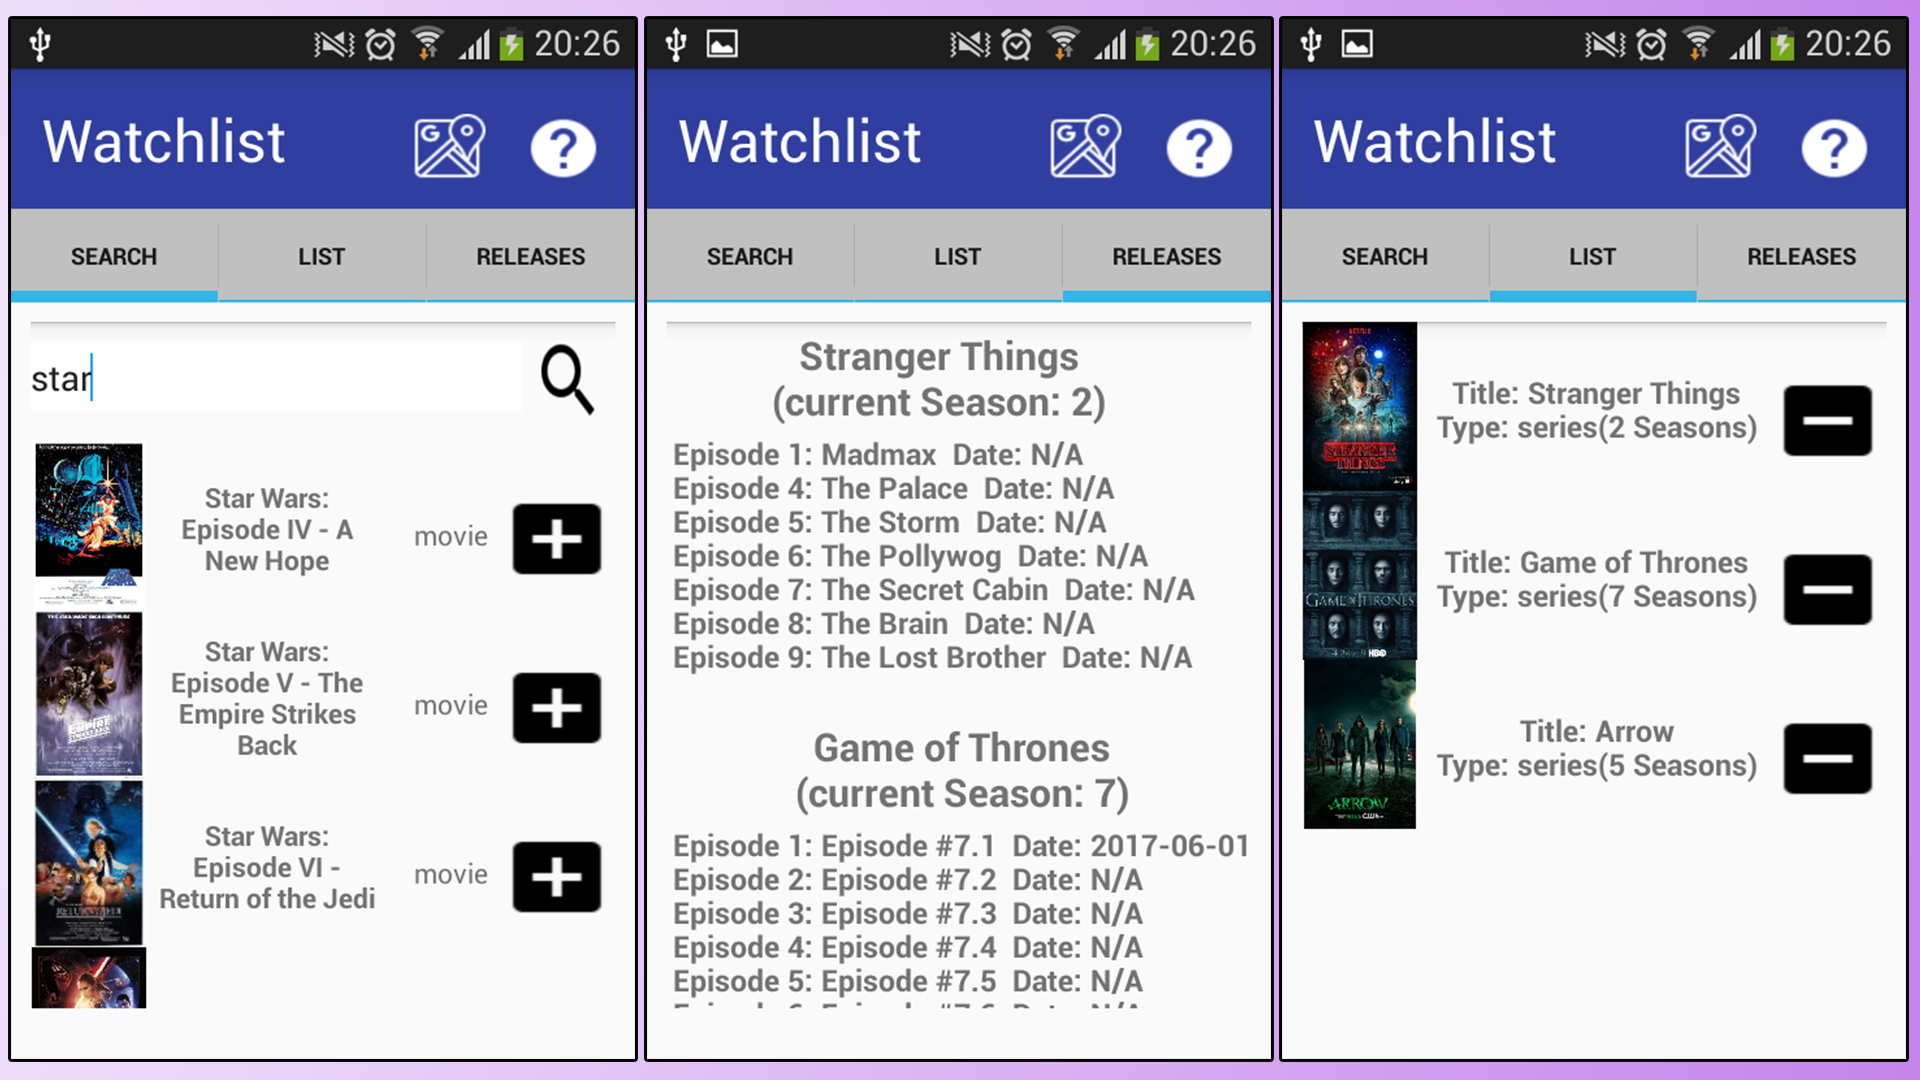 20:26
Watchlist
G
?
SEARCH
LIST
RELEASES
star
Star Wars:
Episode IV - A
New Hope
movie
Star Wars:
Episode V - The
Empire Strikes
Back
movie
Star Wars:
Episode VI -
Return of the Jedi
movie
20:26
Watchlist
G
?
SEARCH
LIST
RELEASES
Stranger Things
(current Season: 2)
Episode 1: Madmax Date: N/A
Episode 4: The Palace Date: N/A
Episode 5: The Storm Date: N/A
Episode 6: The Pollywog Date: N/A
Episode 7: The Secret Cabin Date: N/A
Episode 8: The Brain Date: N/A
Episode 9: The Lost Brother Date: N/A
Game of Thrones
(current Season: 7)
Episode 1: Episode #7.1 Date: 2017-06-01
Episode 2: Episode #7.2 Date: N/A
Episode 3: Episode #7.3 Date: N/A
Episode 4: Episode #7.4 Date: N/A
Episode 5: Episode #7.5 Date: N/A
20:26
Watchlist
G
?
SEARCH
LIST
RELEASES
NETFLIX
STRANGER
THINGS
Title: Stranger Things
Type: series(2 Seasons)
GAME OF THRONES
HBO
Title: Game of Thrones
Type: series(7 Seasons)
ARROW
Title: Arrow
Type: series(5 Seasons)